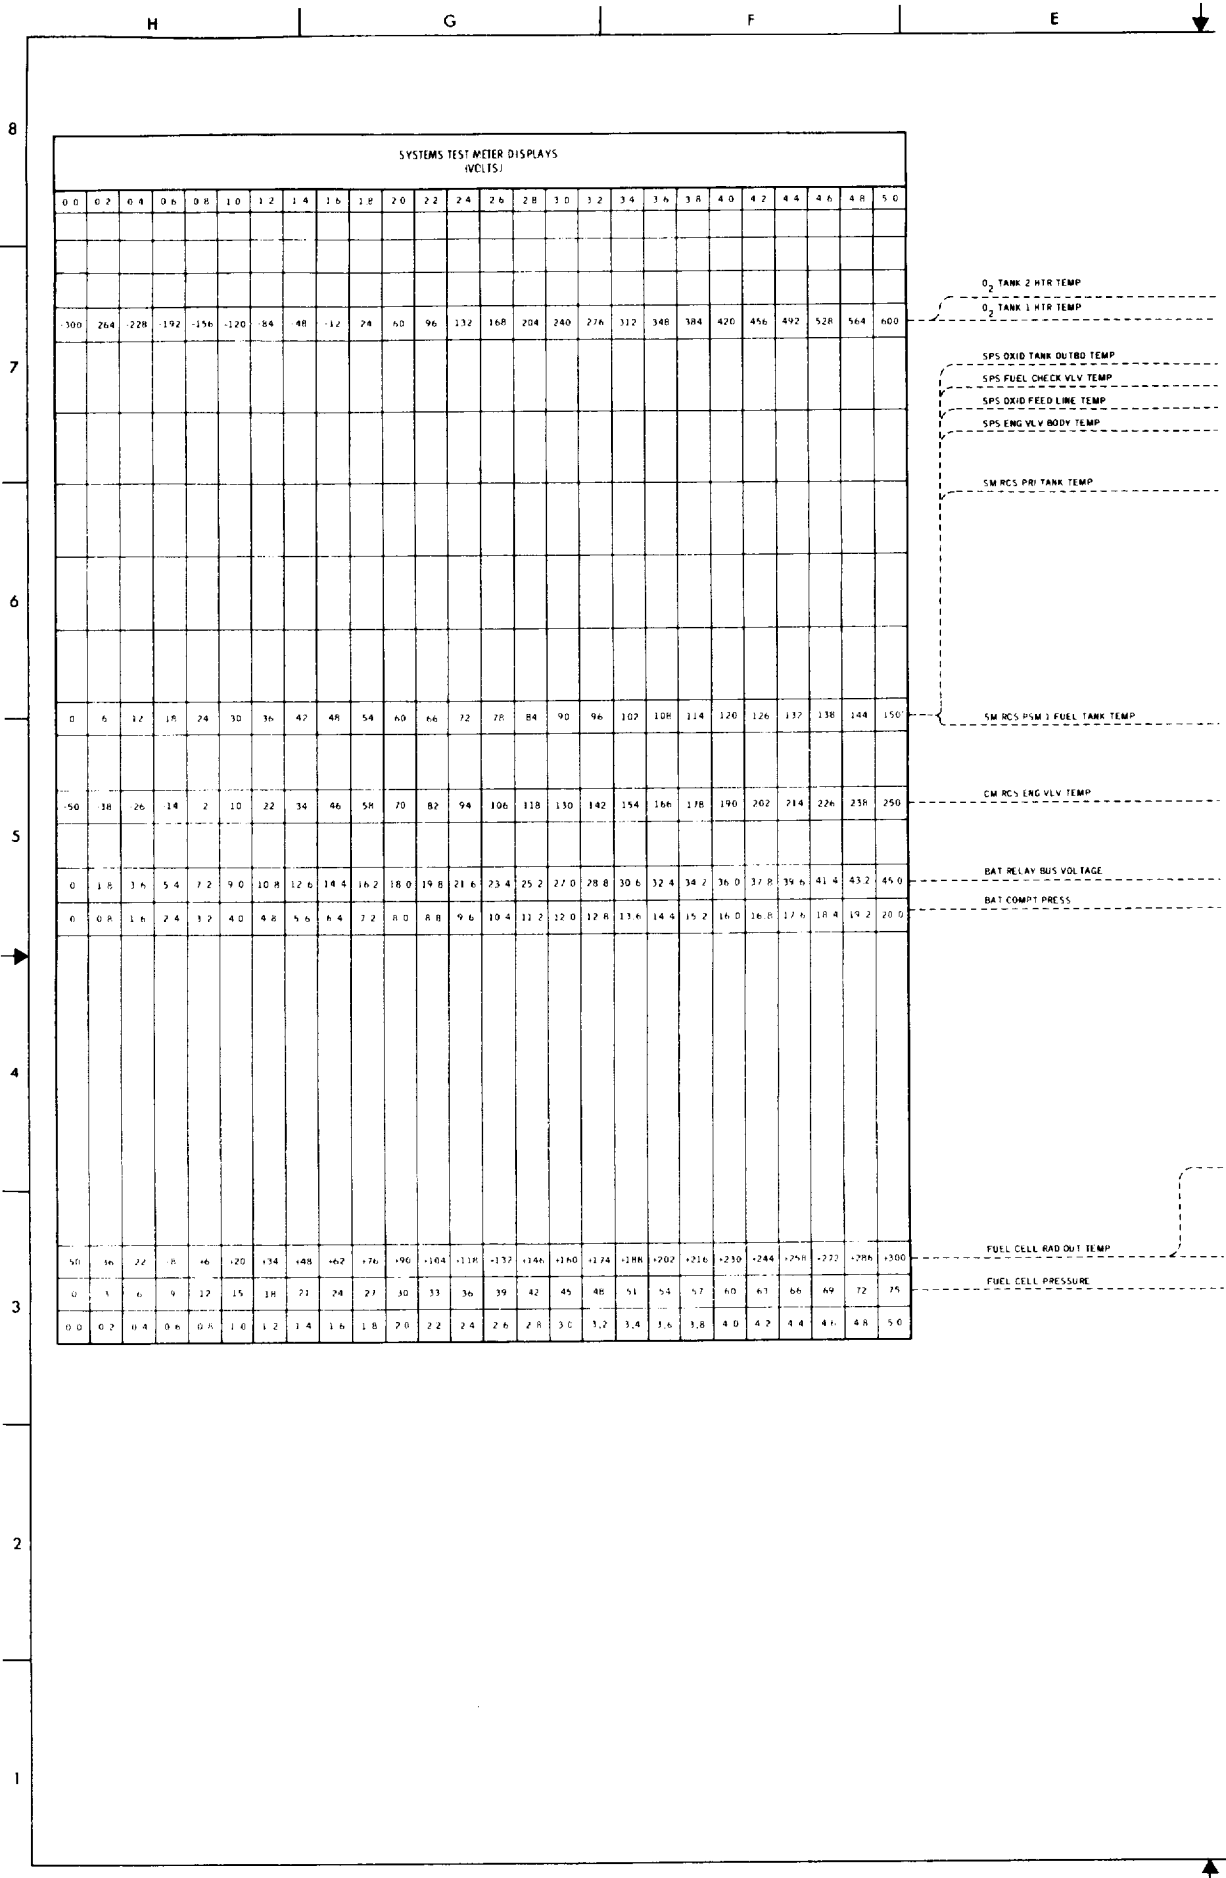 H G F E
8
SYSTEMS TEST METER DISPLAYS
(VOLTS)
0.0 0.2 0.4 0.6 0.8 1.0 1.2 1.4 1.6 1.8 2.0 2.2 2.4 2.6 2.8 3.0 3.2 3.4 3.6 3.8 4.0 4.2 4.4 4.6 4.8 5.0
O2 TANK 2 HTR TEMP
O2 TANK 1 HTR TEMP
-300 264 -228 -192 -156 -120 -84 -48 -12 24 60 96 132 168 204 240 276 312 348 384 420 456 492 528 564 600
7
SPS OXID TANK OUTBD TEMP
SPS FUEL CHECK VLV TEMP
SPS OXID FEED LINE TEMP
SPS ENG VLV BODY TEMP
SM RCS PRI TANK TEMP
6
0 6 12 18 24 30 36 42 48 54 60 66 72 78 84 90 96 102 108 114 120 126 132 138 144 150
SM RCS PSM 1 FUEL TANK TEMP
-50 -38 -26 -14 2 10 22 34 46 58 70 82 94 106 118 130 142 154 166 178 190 202 214 226 238 250
CM RCS ENG VLV TEMP
5
0 1.8 3.6 5.4 7.2 9.0 10.8 12.6 14.4 16.2 18.0 19.8 21.6 23.4 25.2 27.0 28.8 30.6 32.4 34.2 36.0 37.8 39.6 41.4 43.2 45.0
BAT RELAY BUS VOLTAGE
0 0.8 1.6 2.4 3.2 4.0 4.8 5.6 6.4 7.2 8.0 8.8 9.6 10.4 11.2 12.0 12.8 13.6 14.4 15.2 16.0 16.8 17.6 18.4 19.2 20.0
BAT COMPT PRESS
4
50 36 22 8 +6 +20 +34 +48 +62 +76 +90 +104 +118 +132 +146 +160 +174 +188 +202 +216 +230 +244 +258 +272 +286 +300
FUEL CELL RAD OUT TEMP
0 3 6 9 12 15 18 21 24 27 30 33 36 39 42 45 48 51 54 57 60 63 66 69 72 75
FUEL CELL PRESSURE
3
0.0 0.2 0.4 0.6 0.8 1.0 1.2 1.4 1.6 1.8 2.0 2.2 2.4 2.6 2.8 3.0 3.2 3.4 3.6 3.8 4.0 4.2 4.4 4.6 4.8 5.0
2
1